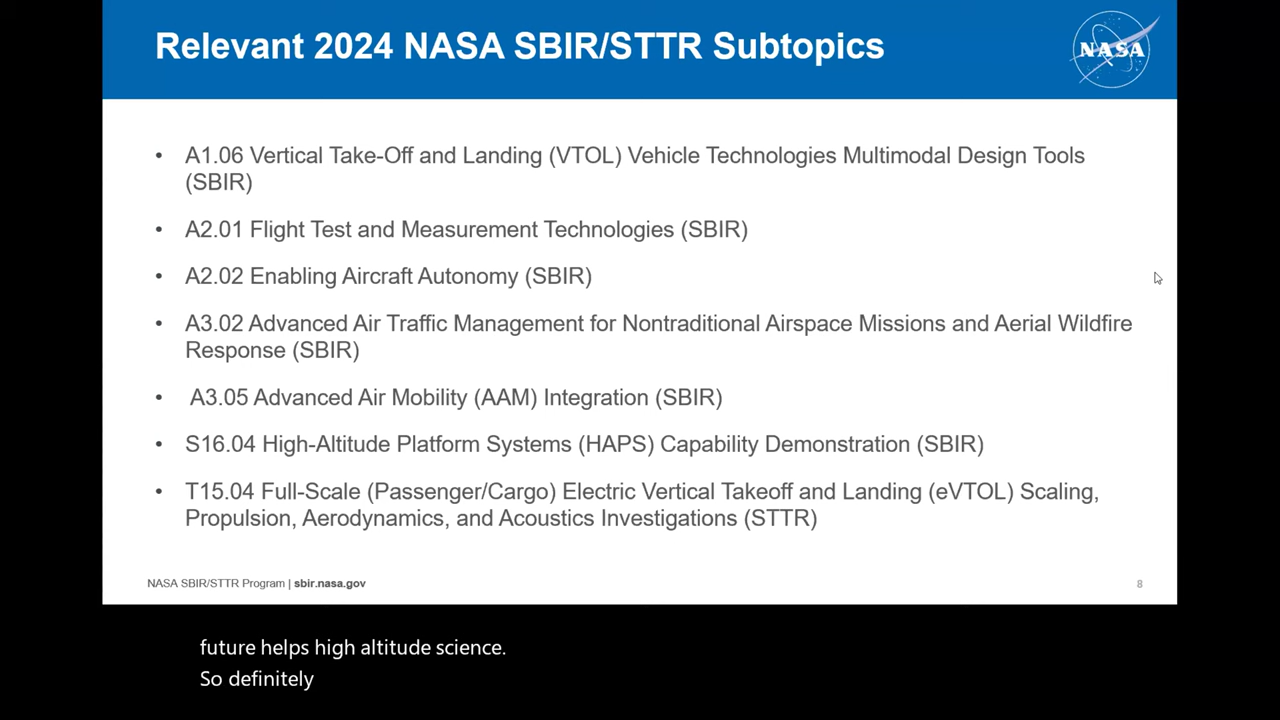 Relevant 2024 NASA SBIR/STTR Subtopics
NASA
• A1.06 Vertical Take-Off and Landing (VTOL) Vehicle Technologies Multimodal Design Tools
(SBIR)
• A2.01 Flight Test and Measurement Technologies (SBIR)
• A2.02 Enabling Aircraft Autonomy (SBIR)
• A3.02 Advanced Air Traffic Management for Nontraditional Airspace Missions and Aerial Wildfire
Response (SBIR)
• A3.05 Advanced Air Mobility (AAM) Integration (SBIR)
• S16.04 High-Altitude Platform Systems (HAPS) Capability Demonstration (SBIR)
• T15.04 Full-Scale (Passenger/Cargo) Electric Vertical Takeoff and Landing (eVTOL) Scaling,
Propulsion, Aerodynamics, and Acoustics Investigations (STTR)
NASA SBIR/STTR Program | sbir.nasa.gov
8
future helps high altitude science.
So definitely